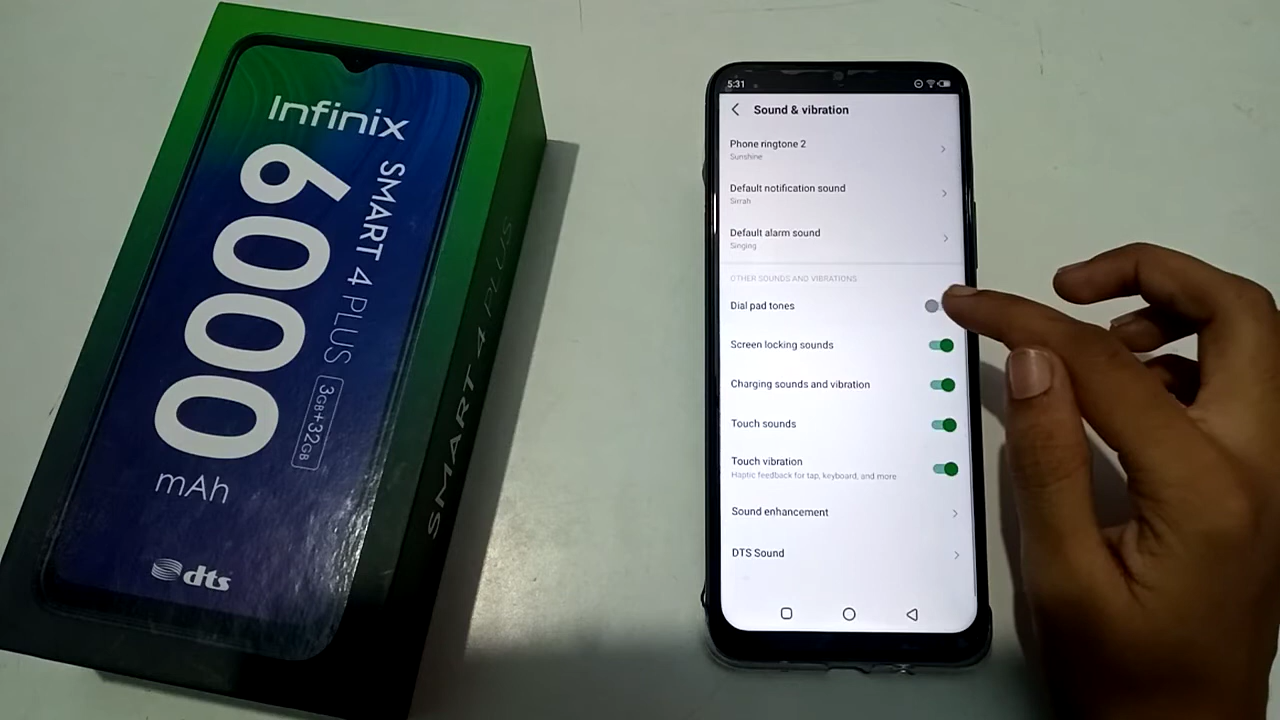 Infinix
SMART 4 PLUS
3GB+32GB
6000
mAh
dts
SMART 4 PLUS
5:31
Sound & vibration
Phone ringtone 2
Sunshine
Default notification sound
Sirrah
Default alarm sound
Singing
OTHER SOUNDS AND VIBRATIONS
Dial pad tones
Screen locking sounds
Charging sounds and vibration
Touch sounds
Touch vibration
Haptic feedback for tap, keyboard, and more
Sound enhancement
DTS Sound